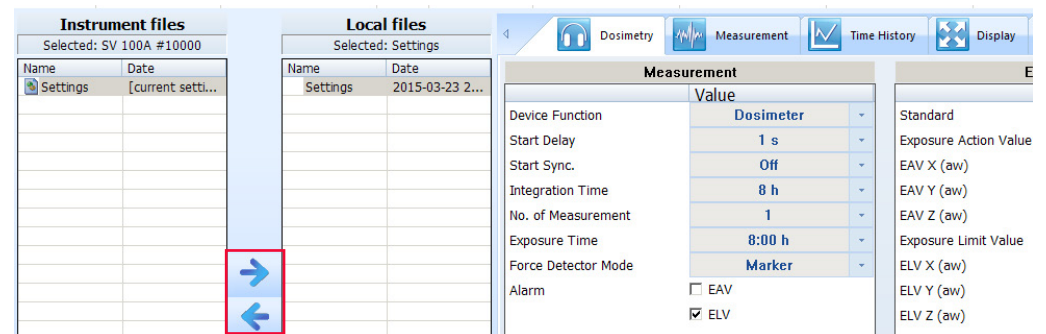 Instrument files
Selected: SV 100A #10000
Name Date
Settings [current setti...
Local files
Selected: Settings
Name Date
Settings 2015-03-23 2...
Dosimetry Measurement Time History Display
Measurement
Value
Device Function Dosimeter
Start Delay 1 s
Start Sync. Off
Integration Time 8 h
No. of Measurement 1
Exposure Time 8:00 h
Force Detector Mode Marker
Alarm EAV
ELV
E
Standard
Exposure Action Value
EAV X (aw)
EAV Y (aw)
EAV Z (aw)
Exposure Limit Value
ELV X (aw)
ELV Y (aw)
ELV Z (aw)